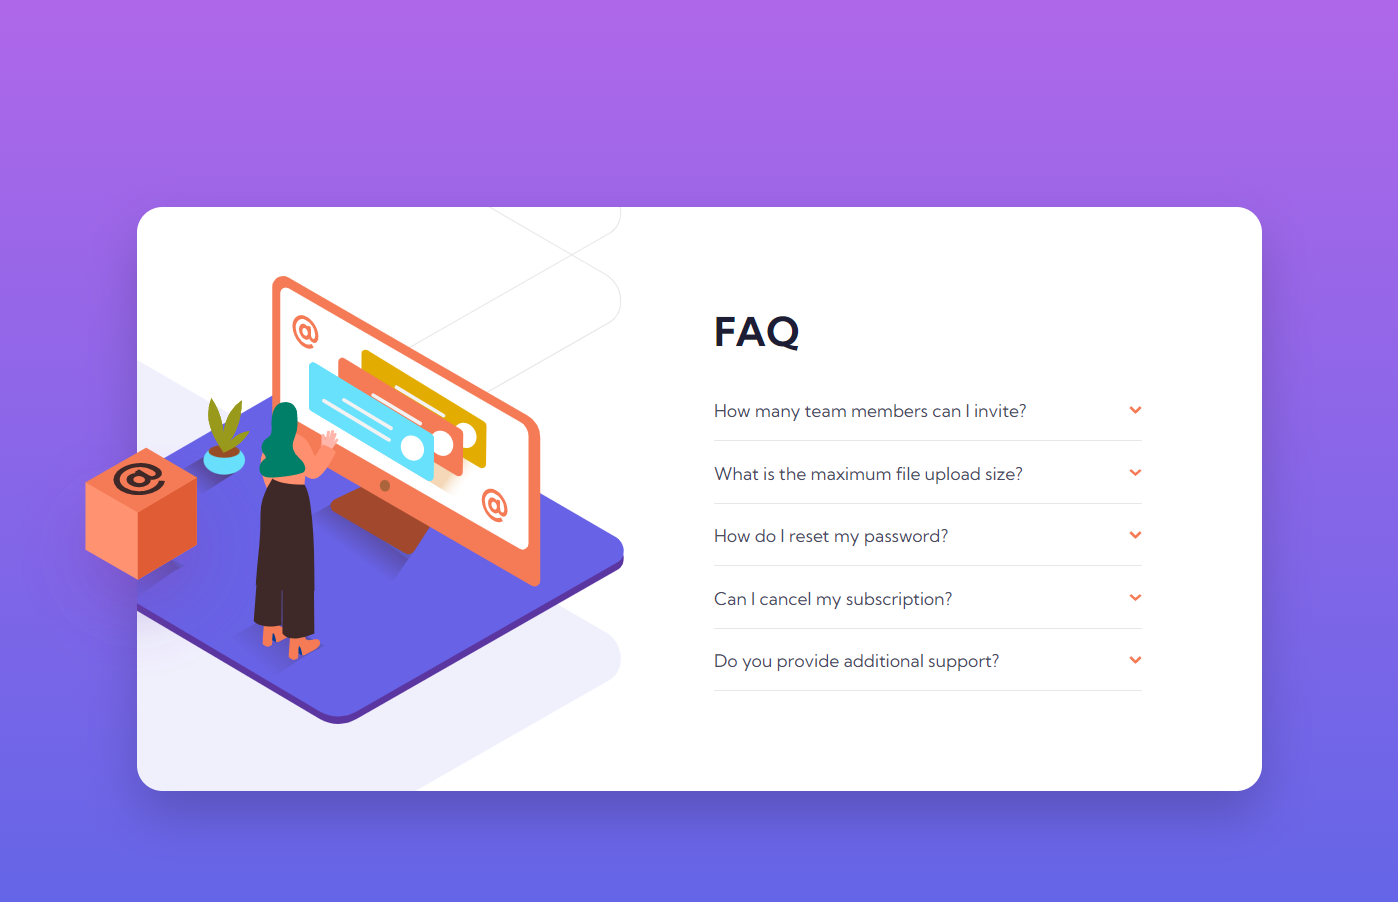 @
@
@
FAQ
How many team members can I invite?
What is the maximum file upload size?
How do I reset my password?
Can I cancel my subscription?
Do you provide additional support?